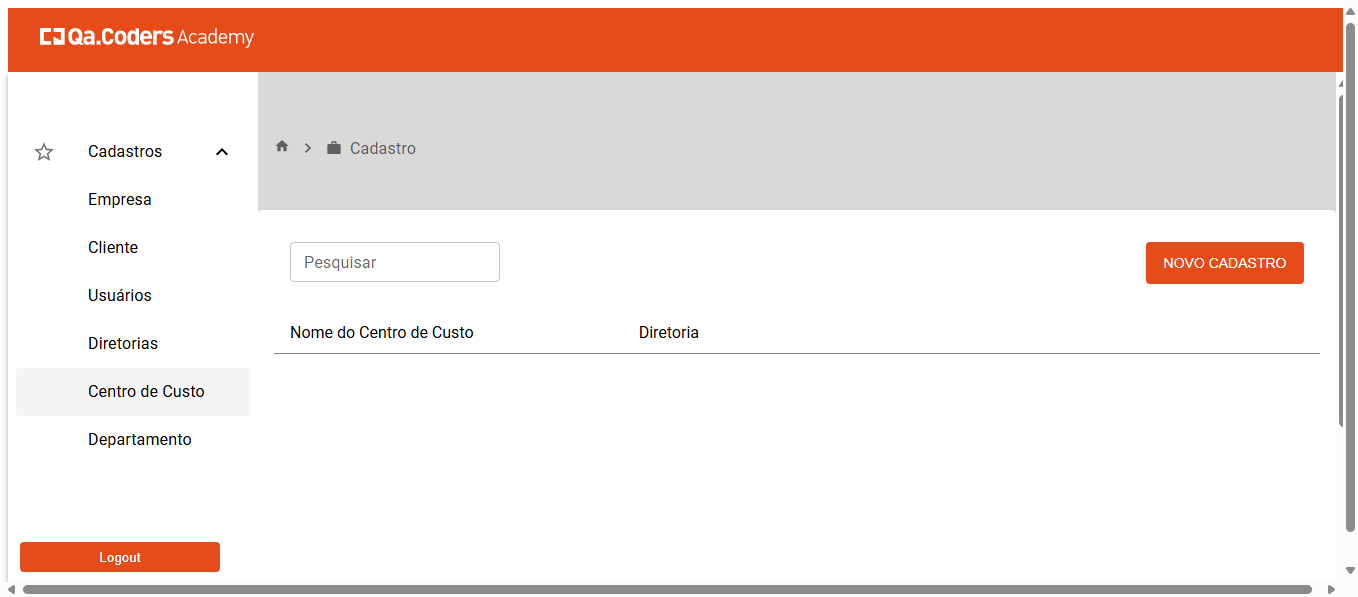 Qa.Coders Academy
Cadastros
Empresa
Cliente
Usuários
Diretorias
Centro de Custo
Departamento
Logout
Cadastro
Pesquisar
NOVO CADASTRO
Nome do Centro de Custo Diretoria